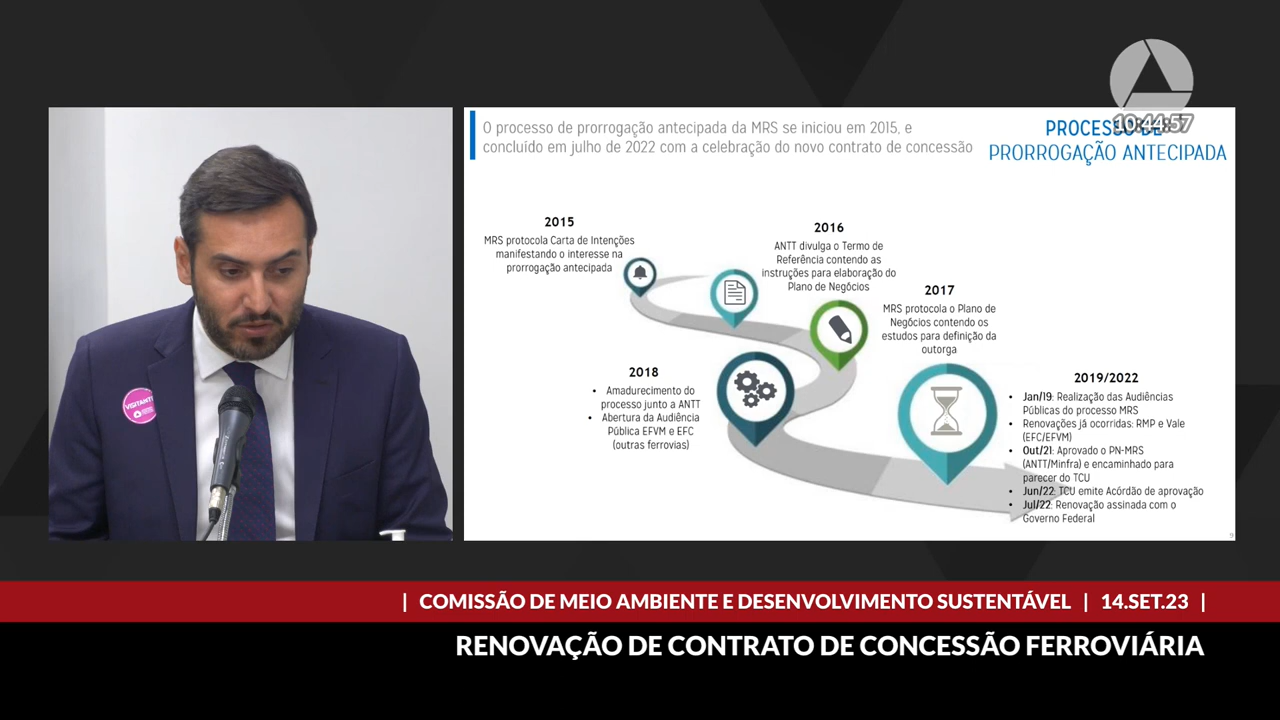 10:44:57
O processo de prorrogação antecipada da MRS se iniciou em 2015, e
concluído em julho de 2022 com a celebração do novo contrato de concessão
PROCESSO DE
PRORROGAÇÃO ANTECIPADA
2015
MRS protocola Carta de Intenções
manifestando o interesse na
prorrogação antecipada
2016
ANTT divulga o Termo de
Referência contendo as
instruções para elaboração do
Plano de Negócios
2017
MRS protocola o Plano de
Negócios contendo os
estudos para definição da
outorga
2018
• Amadurecimento do
processo junto a ANTT
• Abertura da Audiência
Pública EFVM e EFC
(outras ferrovias)
2019/2022
• Jan/19: Realização das Audiências
Públicas do processo MRS
• Renovações já ocorridas: RMP e Vale
(EFC/EFVM)
• Out/21: Aprovado o PN-MRS
(ANTT/Minfra) e encaminhado para
parecer do TCU
• Jun/22: TCU emite Acórdão de aprovação
• Jul/22: Renovação assinada com o
Governo Federal
9
VISITANTE
| COMISSÃO DE MEIO AMBIENTE E DESENVOLVIMENTO SUSTENTÁVEL | 14.SET.23 |
RENOVAÇÃO DE CONTRATO DE CONCESSÃO FERROVIÁRIA